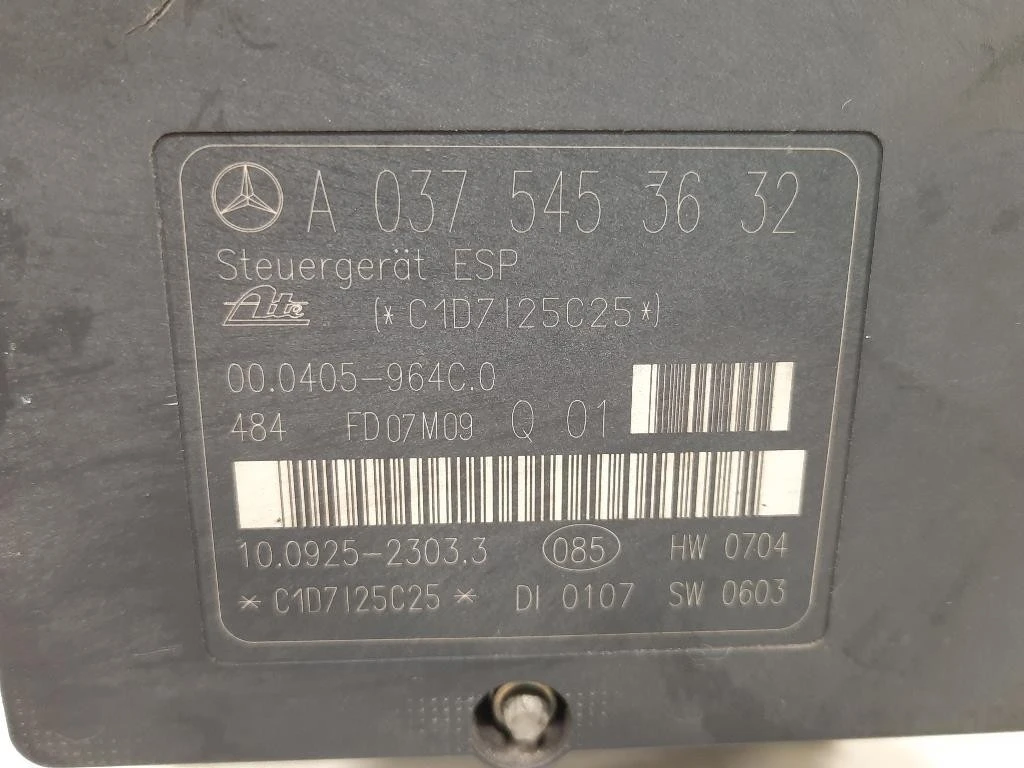 A 037 545 36 32
Steuergerät ESP
Ate (*C1D7I25C25*)
00.0405-964C.0
484 FD07M09 Q 01
10.0925-2303.3 085 HW 0704
*C1D7I25C25* DI 0107 SW 0603